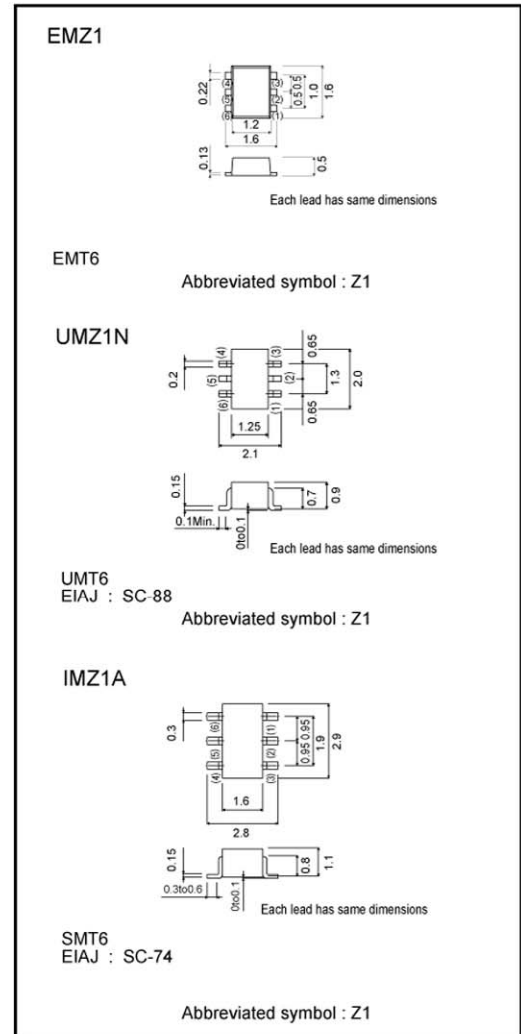 EMZ1
0.22
(4)
(3)
(5)
(2)
(6)
(1)
0.5 0.5
1.0
1.6
1.2
1.6
0.13
0.5
Each lead has same dimensions
EMT6
Abbreviated symbol : Z1
UMZ1N
(4)
(3)
0.65
0.2
(5)
(2)
1.3
2.0
(6)
(1)
0.65
1.25
2.1
0.15
0.7
0.9
0.1Min.
0to0.1
Each lead has same dimensions
UMT6
EIAJ : SC-88
Abbreviated symbol : Z1
IMZ1A
0.3
(6)
(1)
(5)
(2)
(4)
(3)
0.95 0.95
1.9
2.9
1.6
2.8
0.15
0.8
1.1
0.3to0.6
0to0.1
Each lead has same dimensions
SMT6
EIAJ : SC-74
Abbreviated symbol : Z1